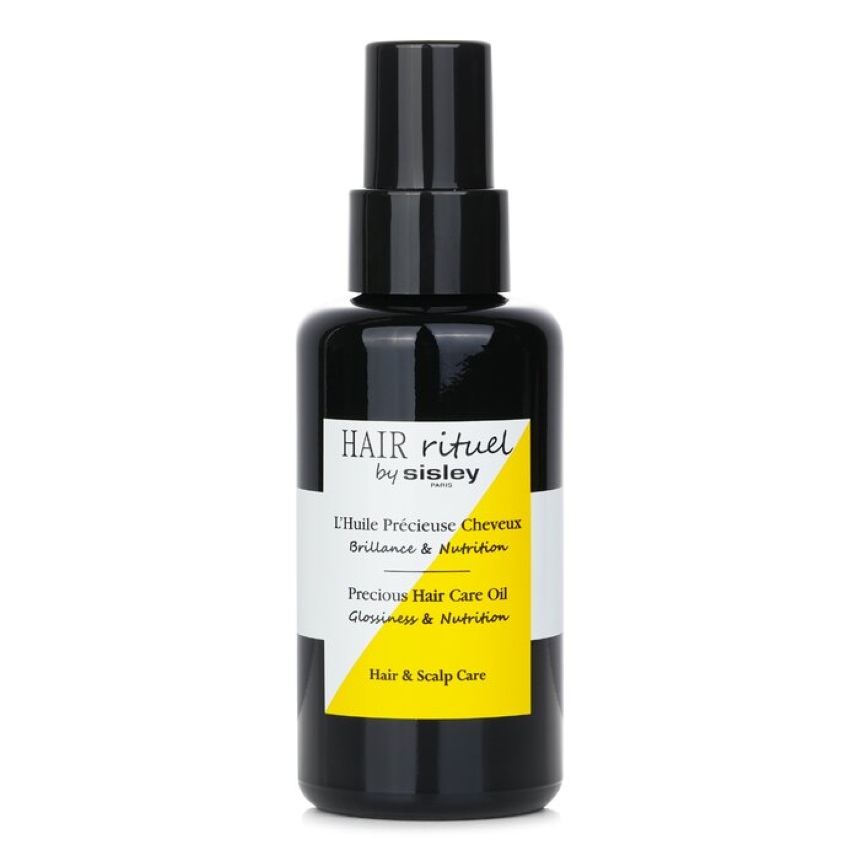 HAIR rituel
by sisley
PARIS
L'Huile Précieuse Cheveux
Brillance & Nutrition
Precious Hair Care Oil
Glossiness & Nutrition
Hair & Scalp Care